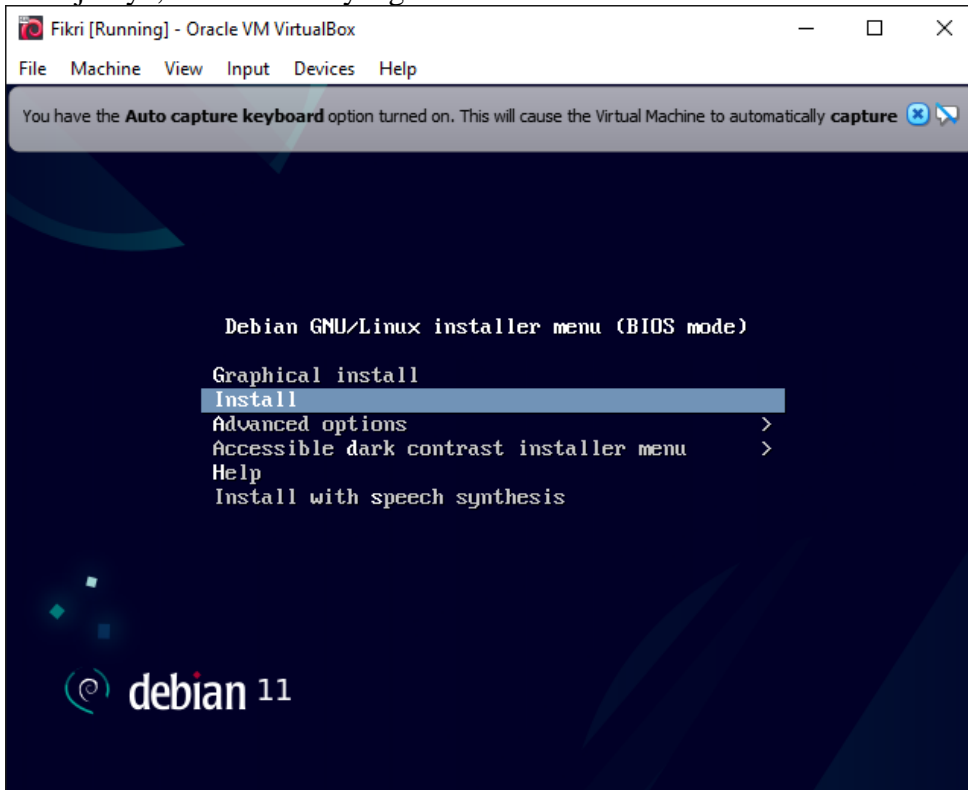 Fikri [Running] - Oracle VM VirtualBox
File Machine View Input Devices Help
You have the Auto capture keyboard option turned on. This will cause the Virtual Machine to automatically capture
Debian GNU/Linux installer menu (BIOS mode)
Graphical install
Install
Advanced options >
Accessible dark contrast installer menu >
Help
Install with speech synthesis
debian 11